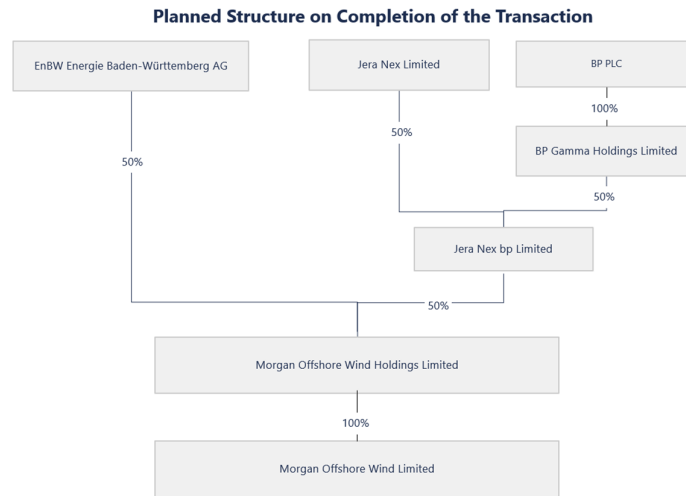 Planned Structure on Completion of the Transaction
EnBW Energie Baden-Württemberg AG
Jera Nex Limited
BP PLC
100%
50%
BP Gamma Holdings Limited
50%
50%
Jera Nex bp Limited
50%
Morgan Offshore Wind Holdings Limited
100%
Morgan Offshore Wind Limited